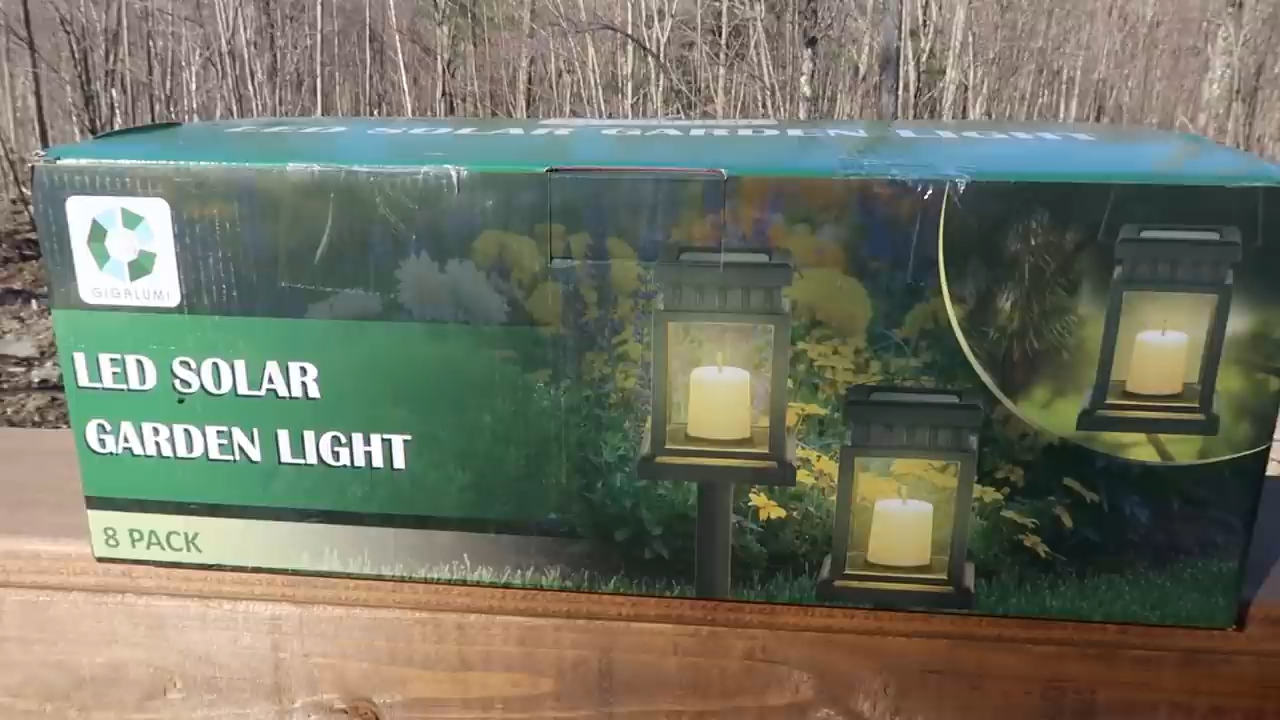 LED SOLAR GARDEN LIGHT
GIGALUMI
LED SOLAR
GARDEN LIGHT
8 PACK